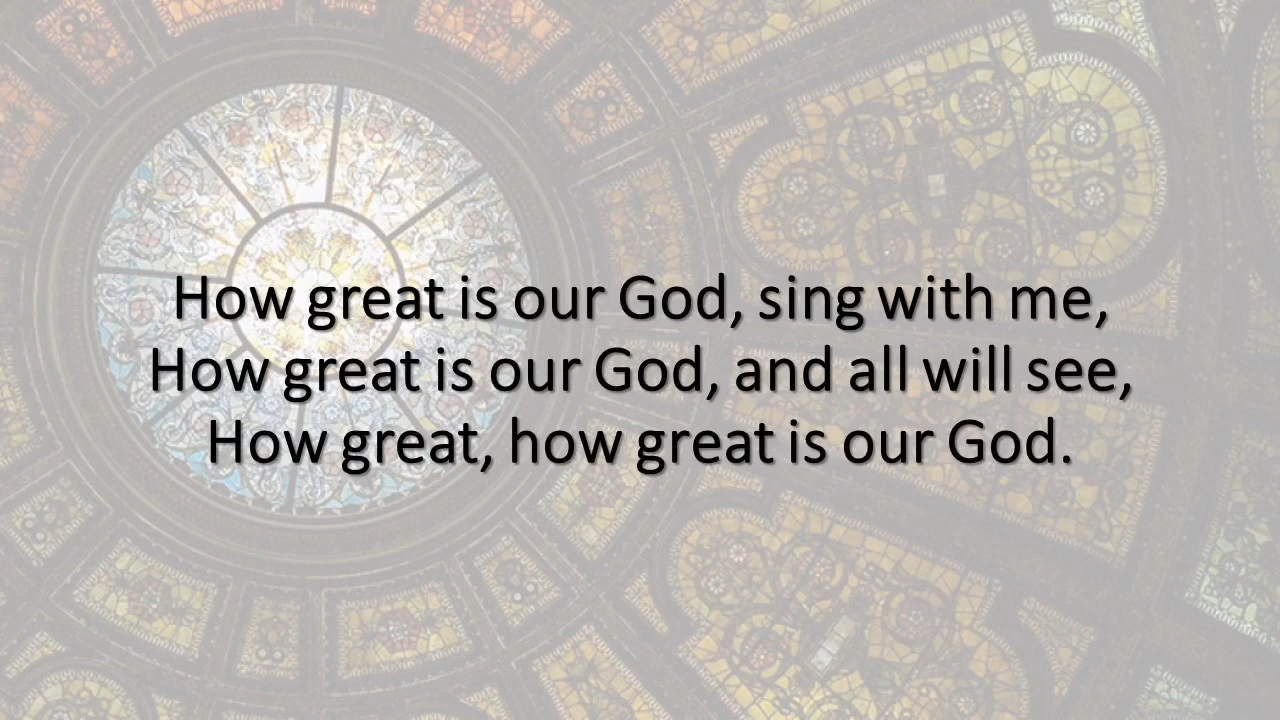 How great is our God, sing with me,
How great is our God, and all will see,
How great, how great is our God.